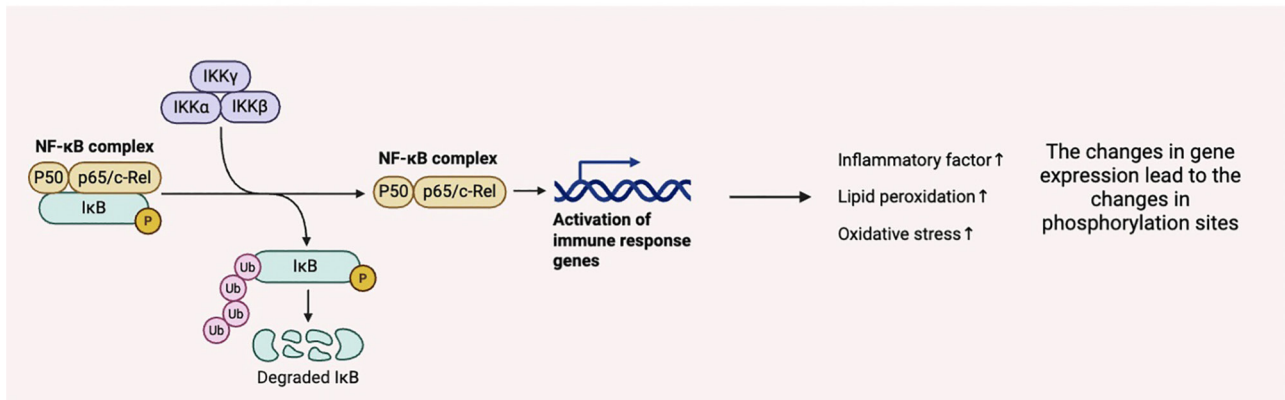 IKKγ
IKKα IKKβ
NF-κB complex
P50 p65/c-Rel
IκB
P
NF-κB complex
P50 p65/c-Rel
Activation of
immune response
genes
Ub
IκB
P
Ub
Ub
Ub
Degraded IκB
Inflammatory factor↑
Lipid peroxidation↑
Oxidative stress↑
The changes in gene
expression lead to the
changes in
phosphorylation sites